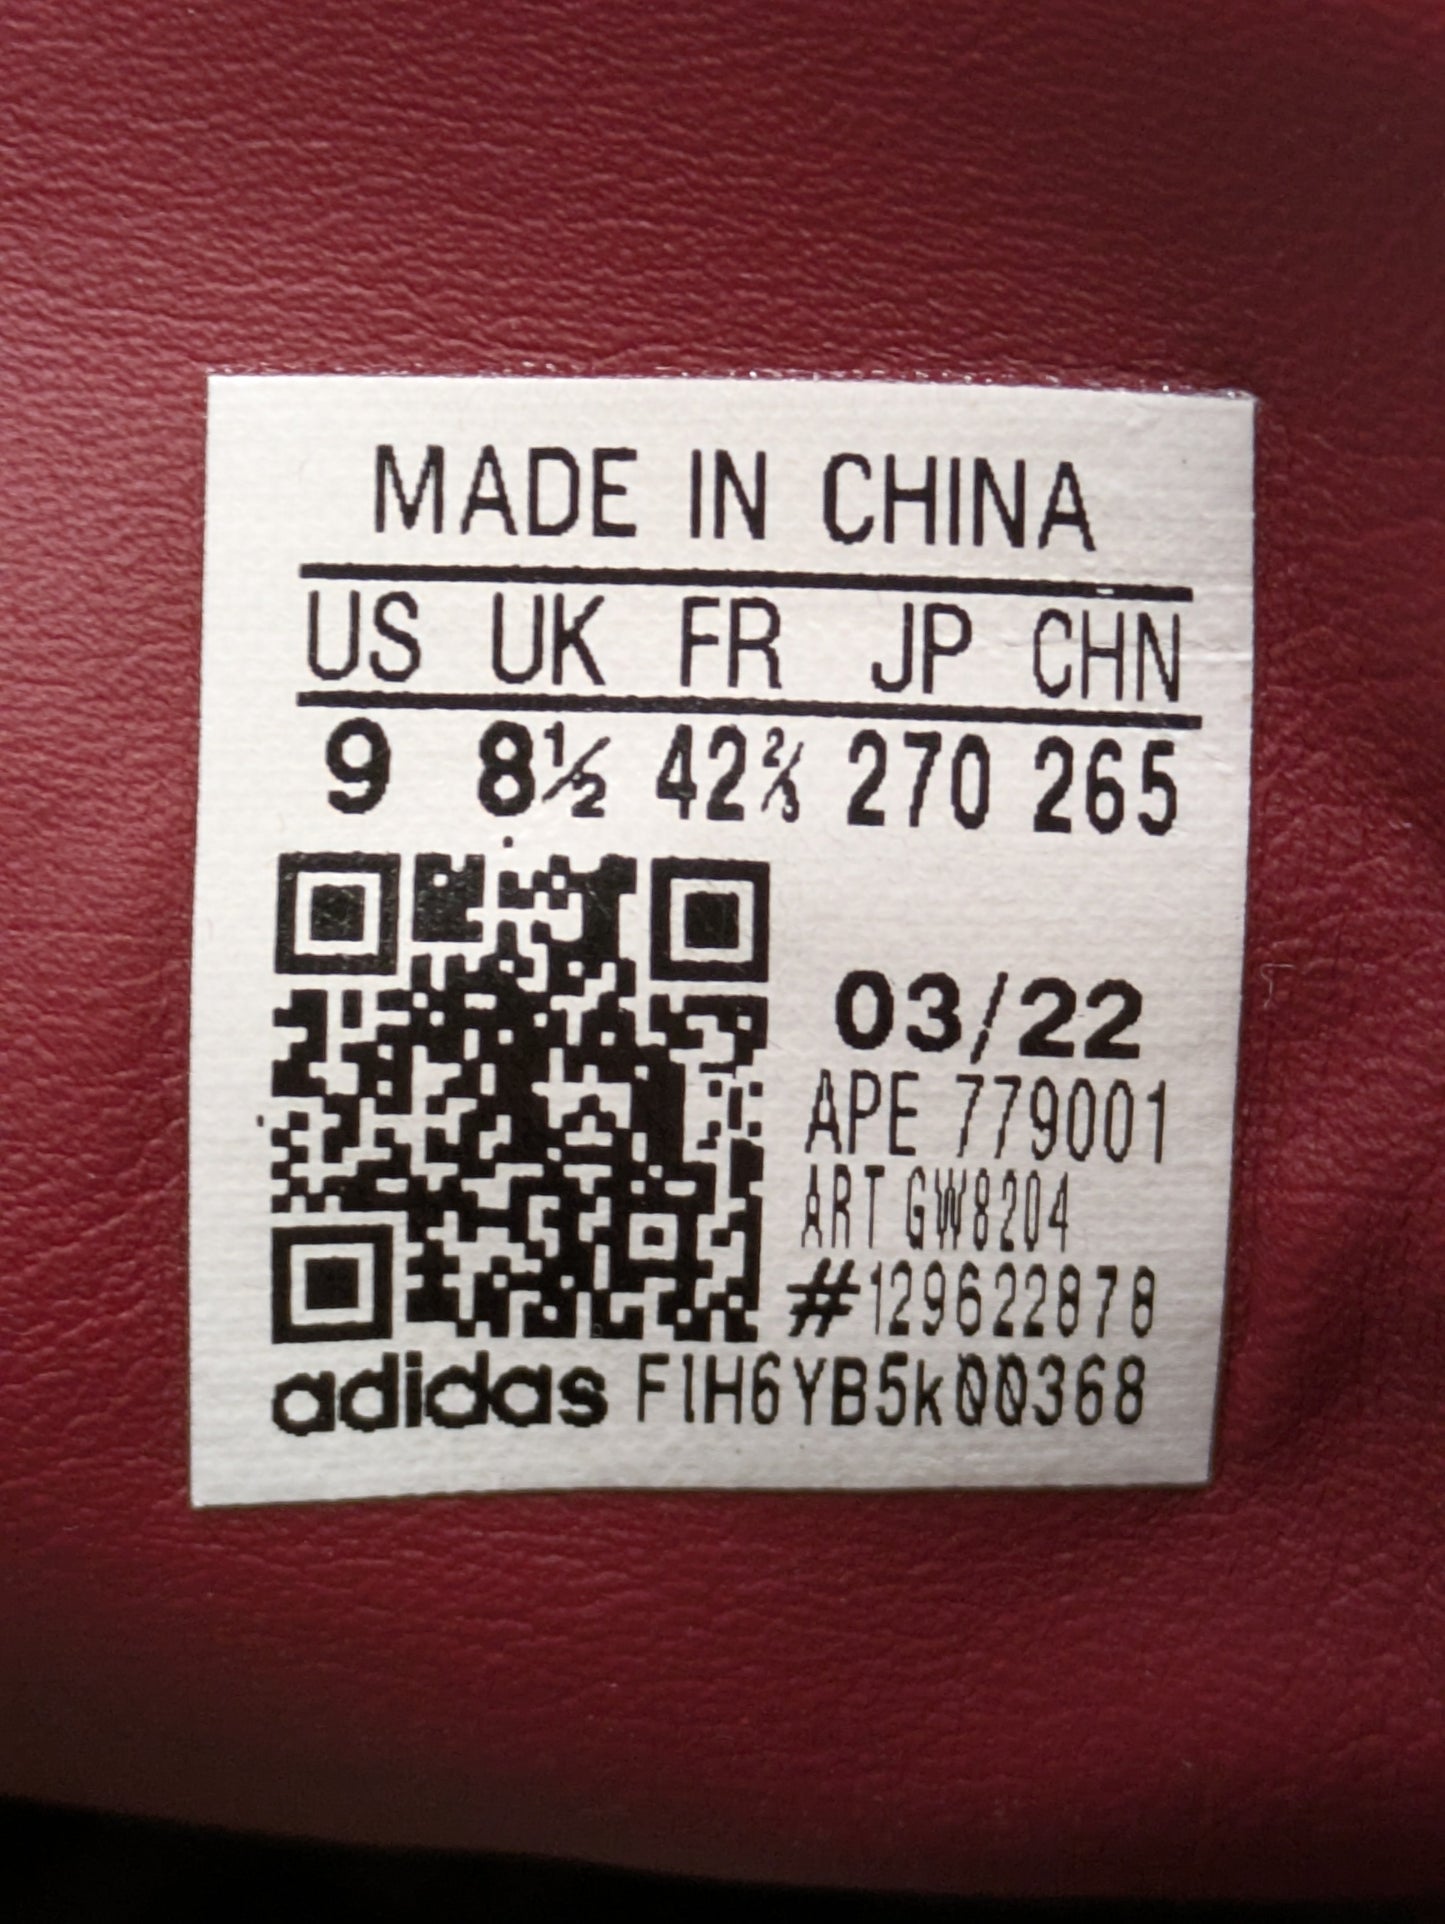 MADE IN CHINA
US UK FR JP CHN
9 8½ 42⅔ 270 265
03/22
APE 779001
ART GW8204
#129622878
adidas F1H6YB5k00368